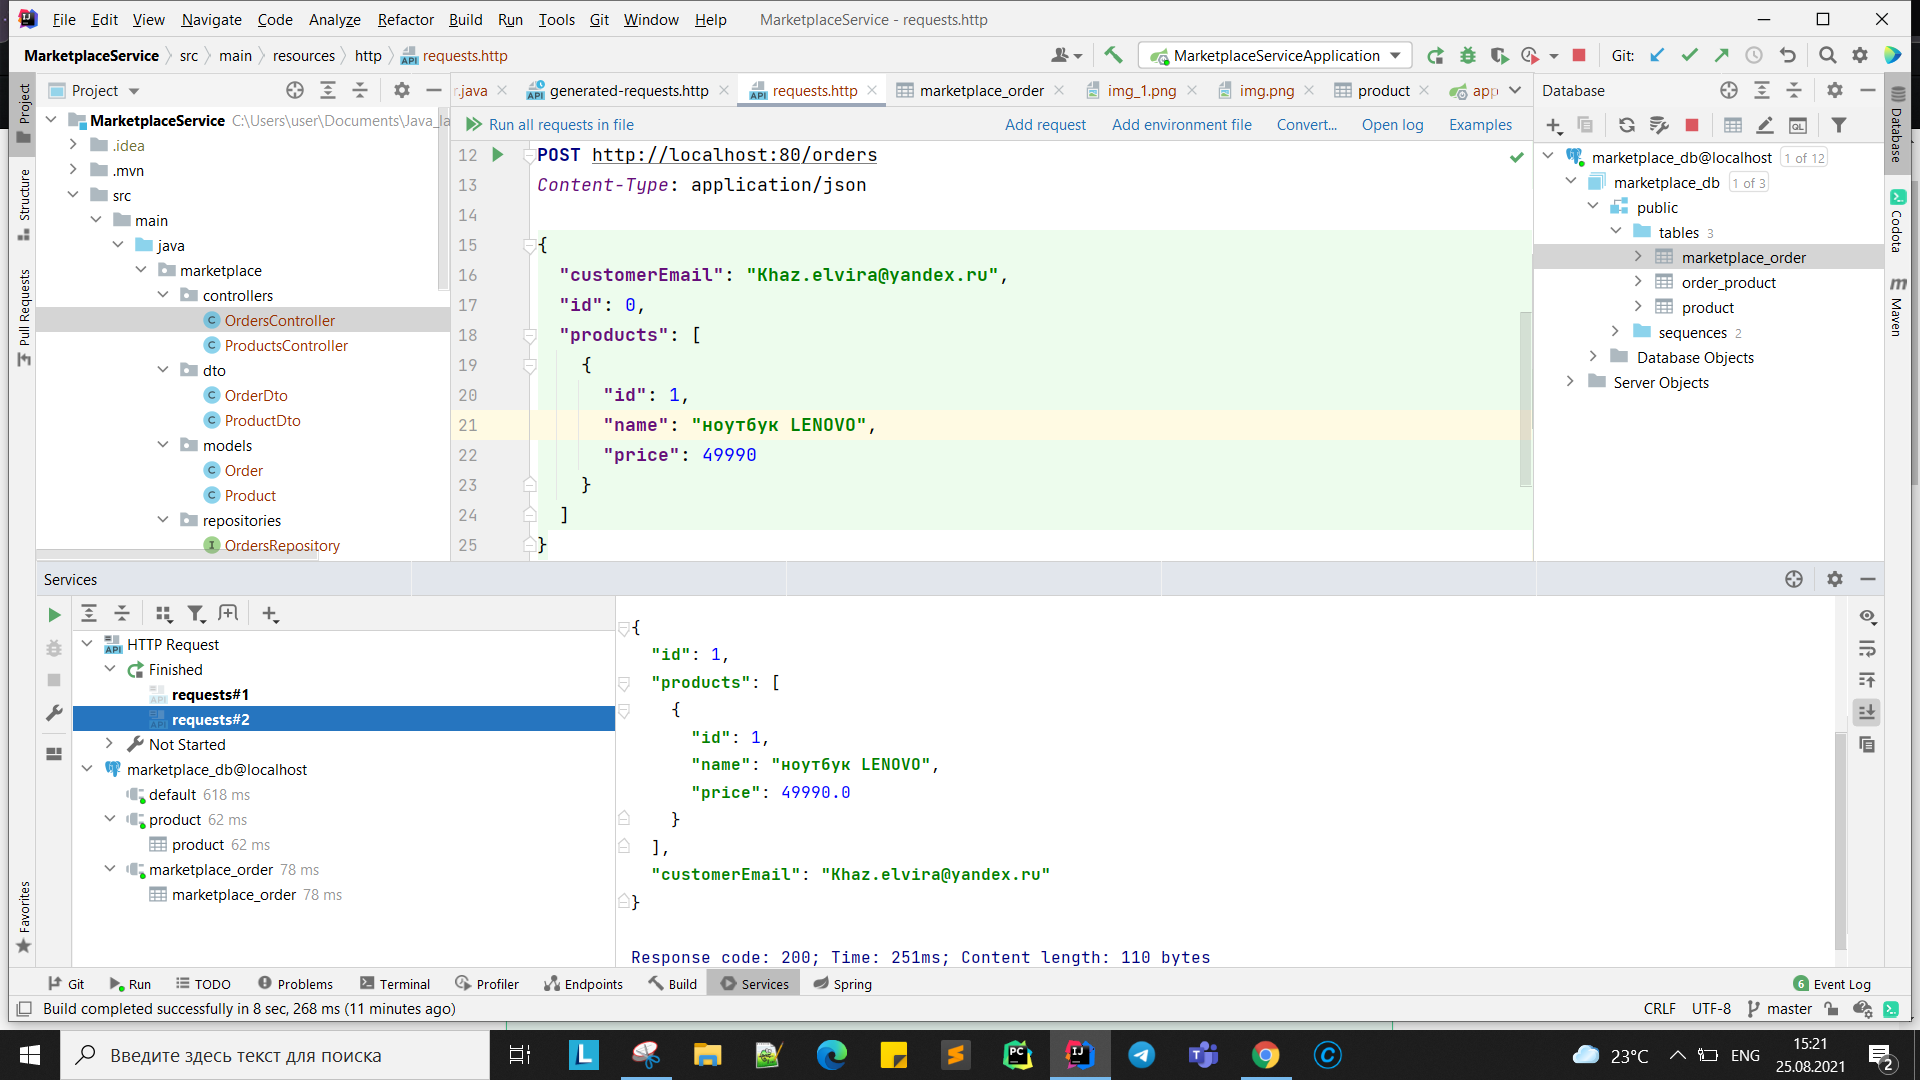 File Edit View Navigate Code Analyze Refactor Build Run Tools Git Window Help MarketplaceService - requests.http
MarketplaceService src main resources http requests.http MarketplaceServiceApplication Git:
Project
r.java generated-requests.http requests.http marketplace_order img_1.png img.png product app
Database
Run all requests in file Add request Add environment file Convert... Open log Examples
Project
Structure
Pull Requests
Favorites
MarketplaceService C:\Users\user\Documents\Java_la
.idea
.mvn
src
main
java
marketplace
controllers
OrdersController
ProductsController
dto
OrderDto
ProductDto
models
Order
Product
repositories
OrdersRepository
12 POST http://localhost:80/orders
13 Content-Type: application/json
14
15 {
16 "customerEmail": "Khaz.elvira@yandex.ru",
17 "id": 0,
18 "products": [
19 {
20 "id": 1,
21 "name": "ноутбук LENOVO",
22 "price": 49990
23 }
24 ]
25 }
marketplace_db@localhost 1 of 12
marketplace_db 1 of 3
public
tables 3
marketplace_order
order_product
product
sequences 2
Database Objects
Server Objects
Database
Codota
Maven
Services
HTTP Request
Finished
requests#1
requests#2
Not Started
marketplace_db@localhost
default 618 ms
product 62 ms
product 62 ms
marketplace_order 78 ms
marketplace_order 78 ms
{
"id": 1,
"products": [
{
"id": 1,
"name": "ноутбук LENOVO",
"price": 49990.0
}
],
"customerEmail": "Khaz.elvira@yandex.ru"
}
Response code: 200; Time: 251ms; Content length: 110 bytes
Git Run TODO Problems Terminal Profiler Endpoints Build Services Spring 6 Event Log
Build completed successfully in 8 sec, 268 ms (11 minutes ago) CRLF UTF-8 master
Введите здесь текст для поиска
23°C ENG 15:21
25.08.2021
2